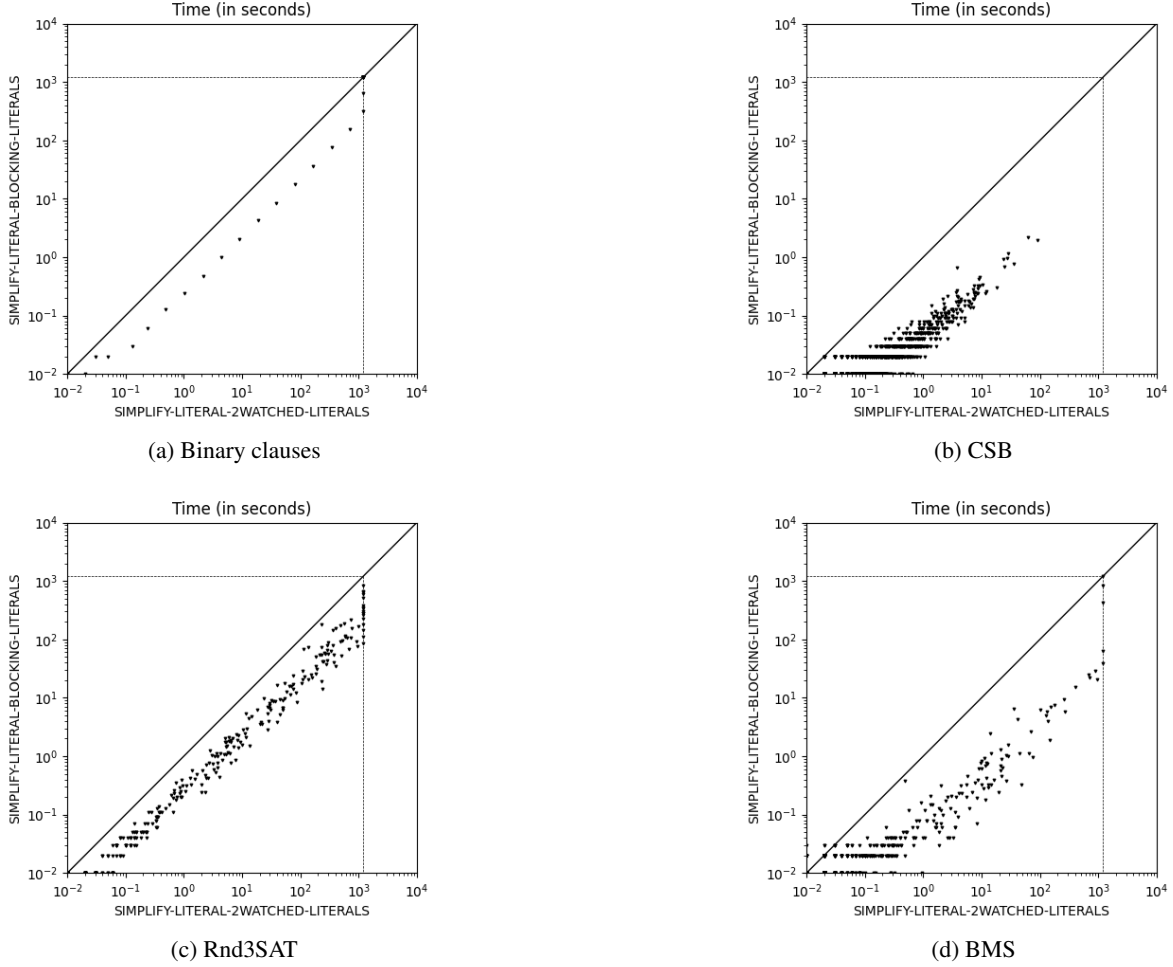 Time (in seconds)
10^4
10^3
10^2
10^1
10^0
10^-1
10^-2
SIMPLIFY-LITERAL-BLOCKING-LITERALS
10^-2 10^-1 10^0 10^1 10^2 10^3 10^4
SIMPLIFY-LITERAL-2WATCHED-LITERALS
(a) Binary clauses
Time (in seconds)
10^4
10^3
10^2
10^1
10^0
10^-1
10^-2
SIMPLIFY-LITERAL-BLOCKING-LITERALS
10^-2 10^-1 10^0 10^1 10^2 10^3 10^4
SIMPLIFY-LITERAL-2WATCHED-LITERALS
(b) CSB
Time (in seconds)
10^4
10^3
10^2
10^1
10^0
10^-1
10^-2
SIMPLIFY-LITERAL-BLOCKING-LITERALS
10^-2 10^-1 10^0 10^1 10^2 10^3 10^4
SIMPLIFY-LITERAL-2WATCHED-LITERALS
(c) Rnd3SAT
Time (in seconds)
10^4
10^3
10^2
10^1
10^0
10^-1
10^-2
SIMPLIFY-LITERAL-BLOCKING-LITERALS
10^-2 10^-1 10^0 10^1 10^2 10^3 10^4
SIMPLIFY-LITERAL-2WATCHED-LITERALS
(d) BMS